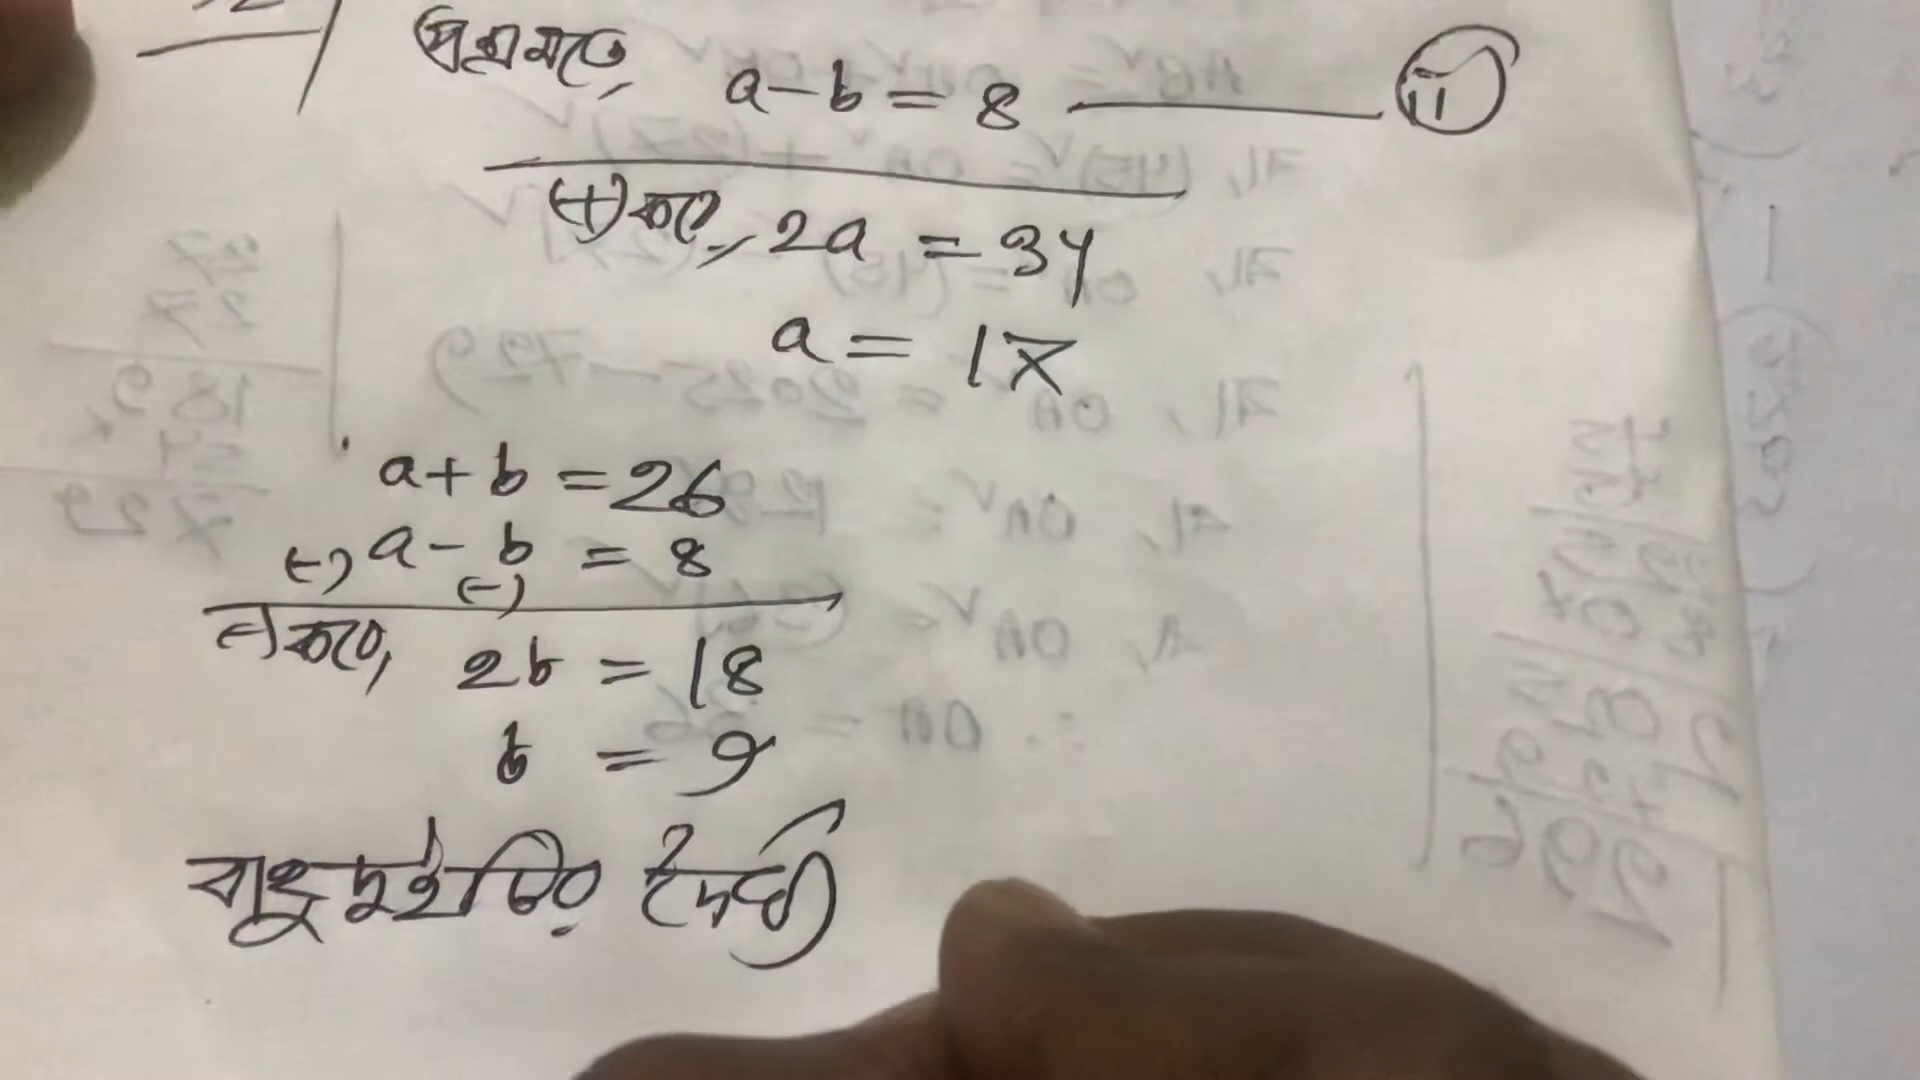 প্রশ্নমতে, a - b = 8 ——— ii
(+) করে, 2a = 34
a = 17
a + b = 26
(-) a - b = 8
(-)
(-) করে, 2b = 18
b = 9
বাহু দুইটির দৈর্ঘ্য